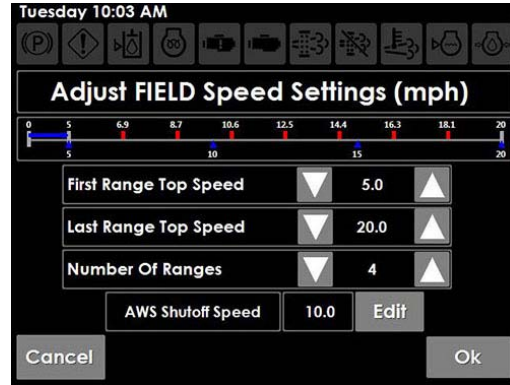 Tuesday 10:03 AM
Adjust FIELD Speed Settings (mph)
0 5 6.9 8.7 10.6 12.5 14.4 16.3 18.1 20
5 10 15 20
First Range Top Speed 5.0
Last Range Top Speed 20.0
Number Of Ranges 4
AWS Shutoff Speed 10.0 Edit
Cancel Ok